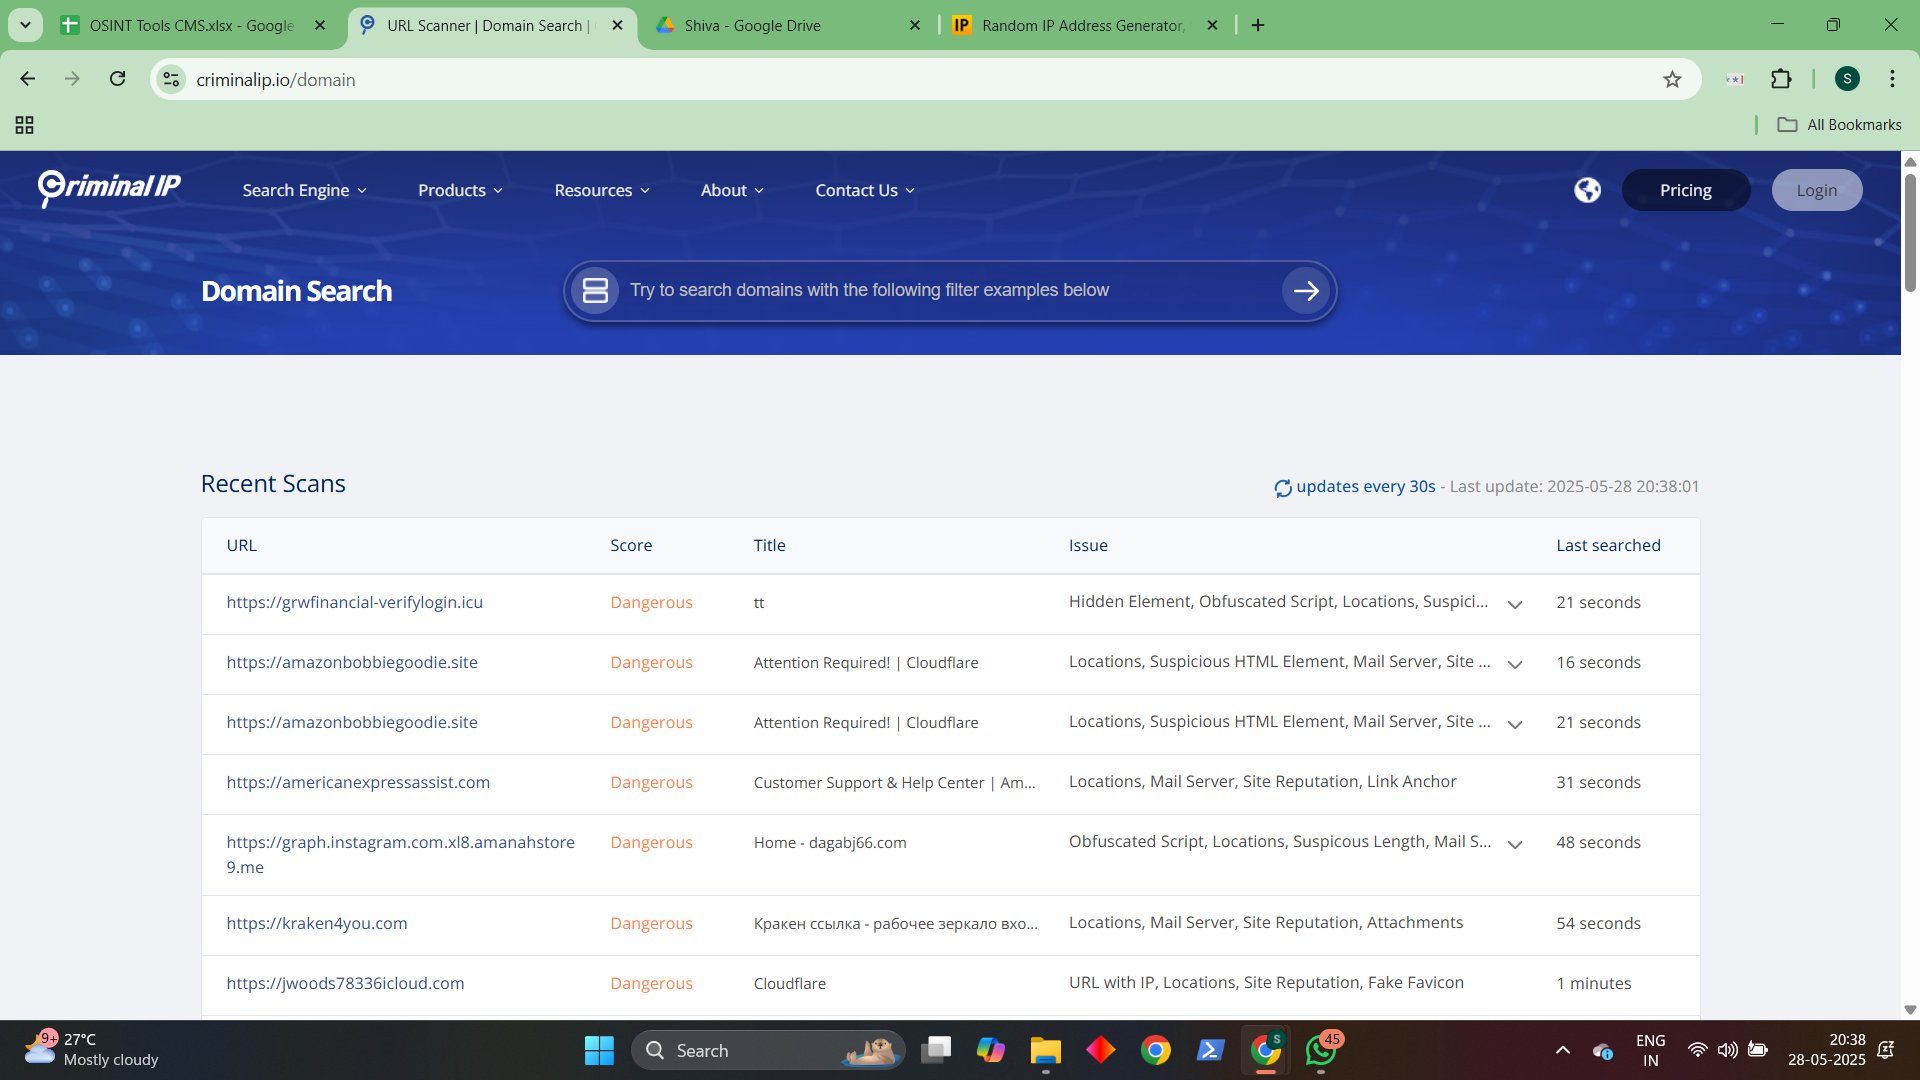 OSINT Tools CMS.xlsx - Google
URL Scanner | Domain Search |
Shiva - Google Drive
IP Random IP Address Generator,
criminalip.io/domain
S
All Bookmarks
Criminal IP
Search Engine
Products
Resources
About
Contact Us
Pricing
Login
Domain Search
Try to search domains with the following filter examples below
Recent Scans
updates every 30s - Last update: 2025-05-28 20:38:01
URL Score Title Issue Last searched
https://grwfinancial-verifylogin.icu Dangerous tt Hidden Element, Obfuscated Script, Locations, Suspici... 21 seconds
https://amazonbobbiegoodie.site Dangerous Attention Required! | Cloudflare Locations, Suspicious HTML Element, Mail Server, Site ... 16 seconds
https://amazonbobbiegoodie.site Dangerous Attention Required! | Cloudflare Locations, Suspicious HTML Element, Mail Server, Site ... 21 seconds
https://americanexpressassist.com Dangerous Customer Support & Help Center | Am... Locations, Mail Server, Site Reputation, Link Anchor 31 seconds
https://graph.instagram.com.xl8.amanahstore Dangerous Home - dagabj66.com Obfuscated Script, Locations, Suspicous Length, Mail S... 48 seconds
9.me
https://kraken4you.com Dangerous Кракен ссылка - рабочее зеркало вхо... Locations, Mail Server, Site Reputation, Attachments 54 seconds
https://jwoods78336icloud.com Dangerous Cloudflare URL with IP, Locations, Site Reputation, Fake Favicon 1 minutes
9+ 27°C
Mostly cloudy
Search
S
45
ENG
IN
20:38
28-05-2025